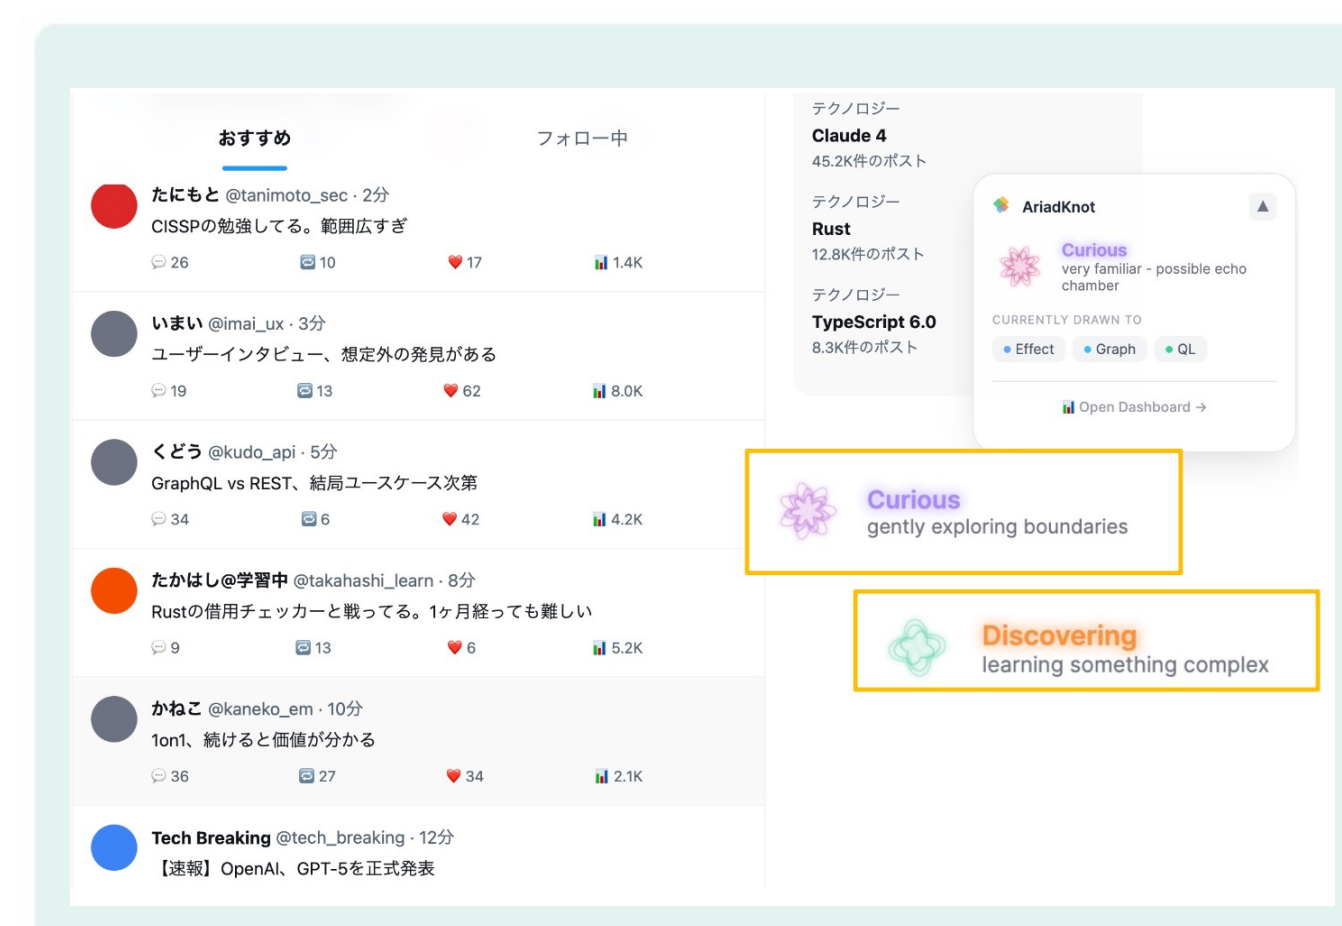 おすすめ
フォロー中
たにもと @tanimoto_sec · 2分
CISSPの勉強してる。範囲広すぎ
💬 26 🔁 10 ❤️ 17 📊 1.4K
いまい @imai_ux · 3分
ユーザーインタビュー、想定外の発見がある
💬 19 🔁 13 ❤️ 62 📊 8.0K
くどう @kudo_api · 5分
GraphQL vs REST、結局ユースケース次第
💬 34 🔁 6 ❤️ 42 📊 4.2K
たかはし@学習中 @takahashi_learn · 8分
Rustの借用チェッカーと戦ってる。1ヶ月経っても難しい
💬 9 🔁 13 ❤️ 6 📊 5.2K
かねこ @kaneko_em · 10分
1on1、続けると価値が分かる
💬 36 🔁 27 ❤️ 34 📊 2.1K
Tech Breaking @tech_breaking · 12分
【速報】OpenAI、GPT-5を正式発表
テクノロジー
Claude 4
45.2K件のポスト
テクノロジー
Rust
12.8K件のポスト
テクノロジー
TypeScript 6.0
8.3K件のポスト
AriadKnot ▲
Curious
very familiar - possible echo
chamber
CURRENTLY DRAWN TO
• Effect • Graph • QL
📊 Open Dashboard →
Curious
gently exploring boundaries
Discovering
learning something complex